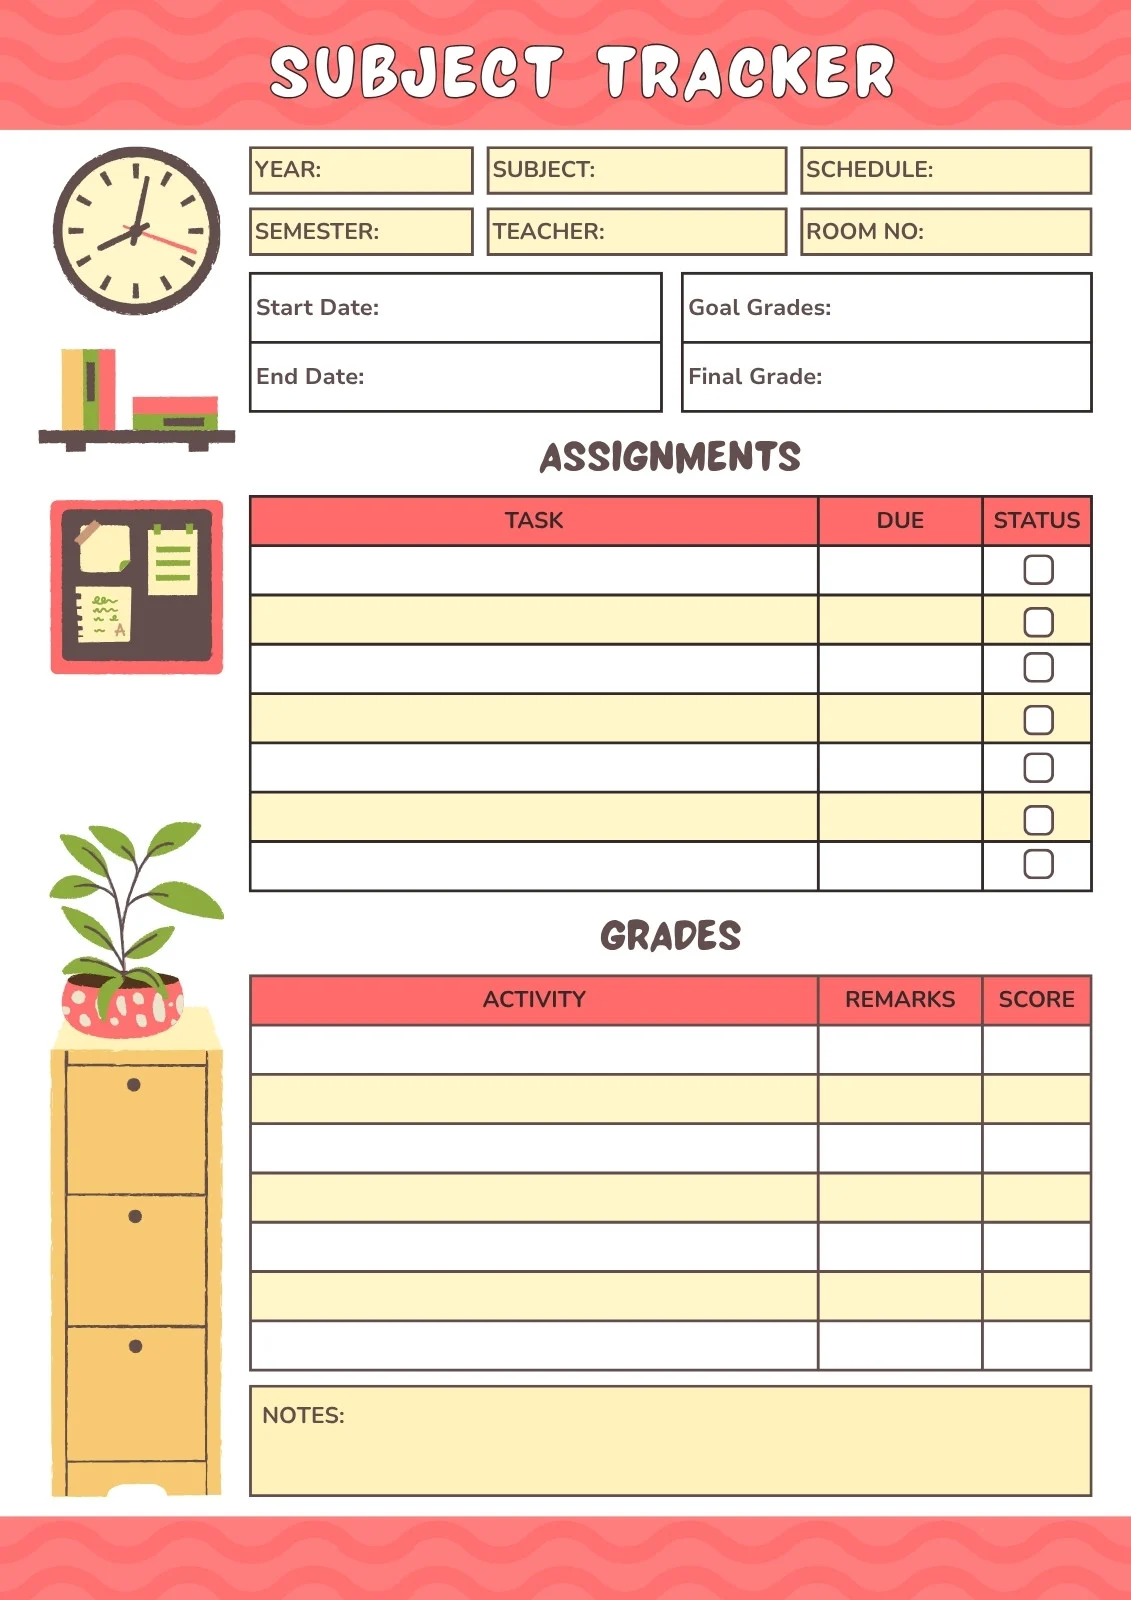 SUBJECT TRACKER
YEAR: SUBJECT: SCHEDULE:
SEMESTER: TEACHER: ROOM NO:
Start Date: Goal Grades:
End Date: Final Grade:
ASSIGNMENTS
TASK DUE STATUS
A
GRADES
ACTIVITY REMARKS SCORE
NOTES: